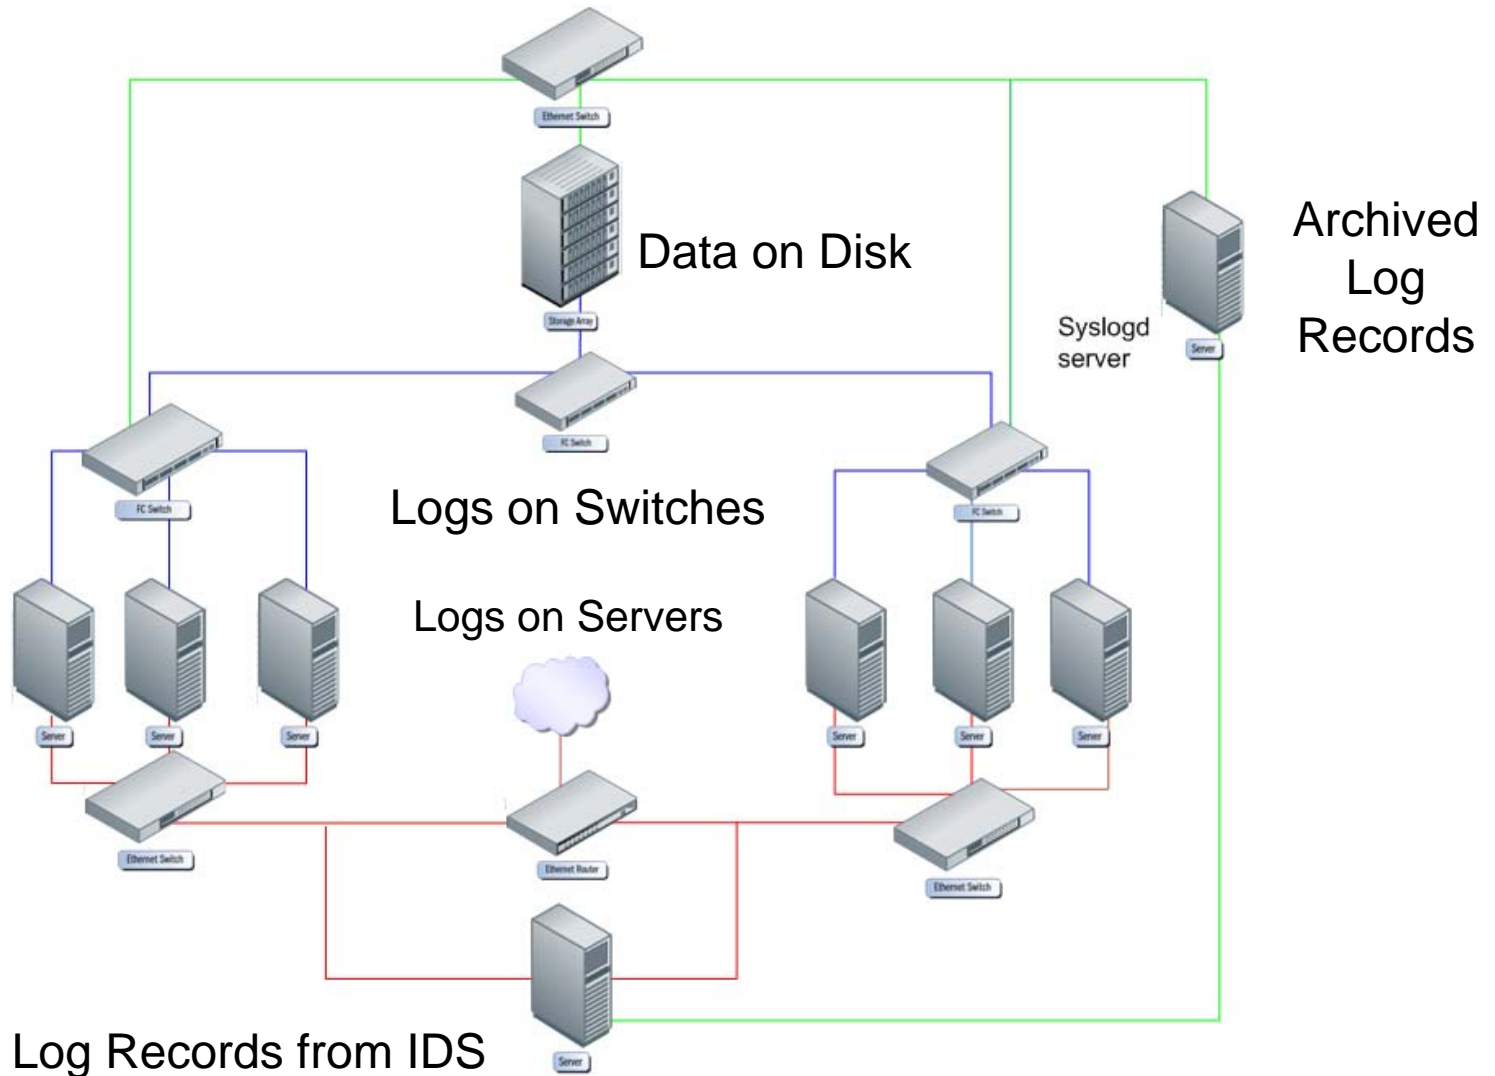 Ethernet Switch
Data on Disk
Archived
Log
Records
Storage Array
Syslogd
server
Server
FC Switch
FC Switch
Logs on Switches
FC Switch
Logs on Servers
Server
Server
Server
Server
Server
Server
Ethernet Switch
Ethernet Router
Ethernet Switch
Log Records from IDS
Server